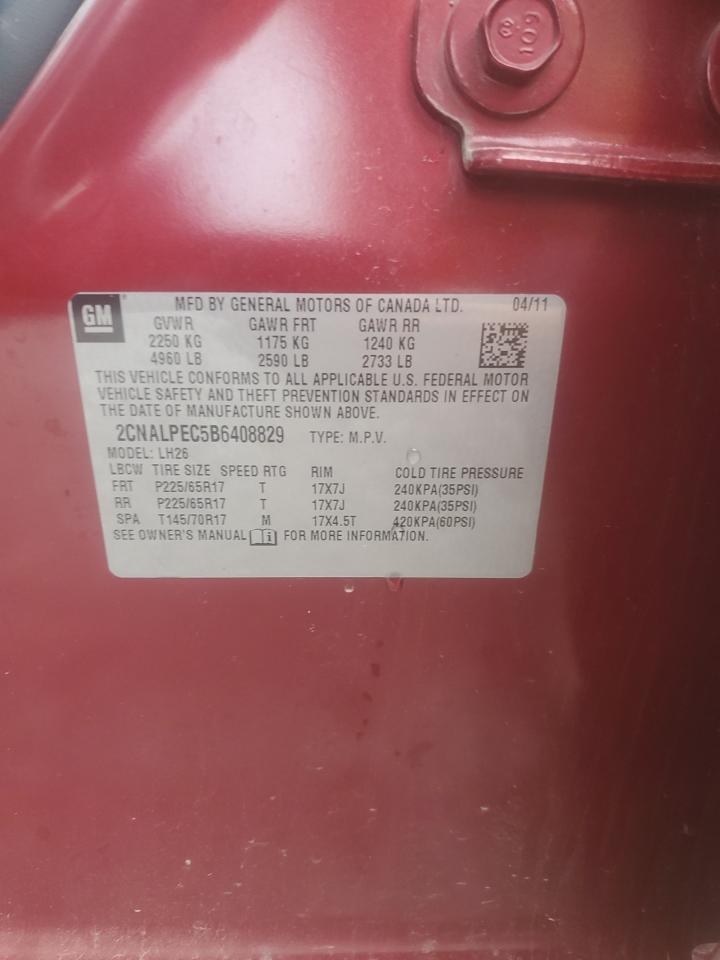 601
GM MFD BY GENERAL MOTORS OF CANADA LTD. 04/11
GVWR GAWR FRT GAWR RR
2250 KG 1175 KG 1240 KG
4960 LB 2590 LB 2733 LB
THIS VEHICLE CONFORMS TO ALL APPLICABLE U.S. FEDERAL MOTOR
VEHICLE SAFETY AND THEFT PREVENTION STANDARDS IN EFFECT ON
THE DATE OF MANUFACTURE SHOWN ABOVE.
2CNALPEC5B6408829 TYPE: M.P.V.
MODEL: LH26
LBCW TIRE SIZE SPEED RTG RIM COLD TIRE PRESSURE
FRT P225/65R17 T 17X7J 240KPA(35PSI)
RR P225/65R17 T 17X7J 240KPA(35PSI)
SPA T145/70R17 M 17X4.5T 420KPA(60PSI)
SEE OWNER'S MANUAL i FOR MORE INFORMATION.